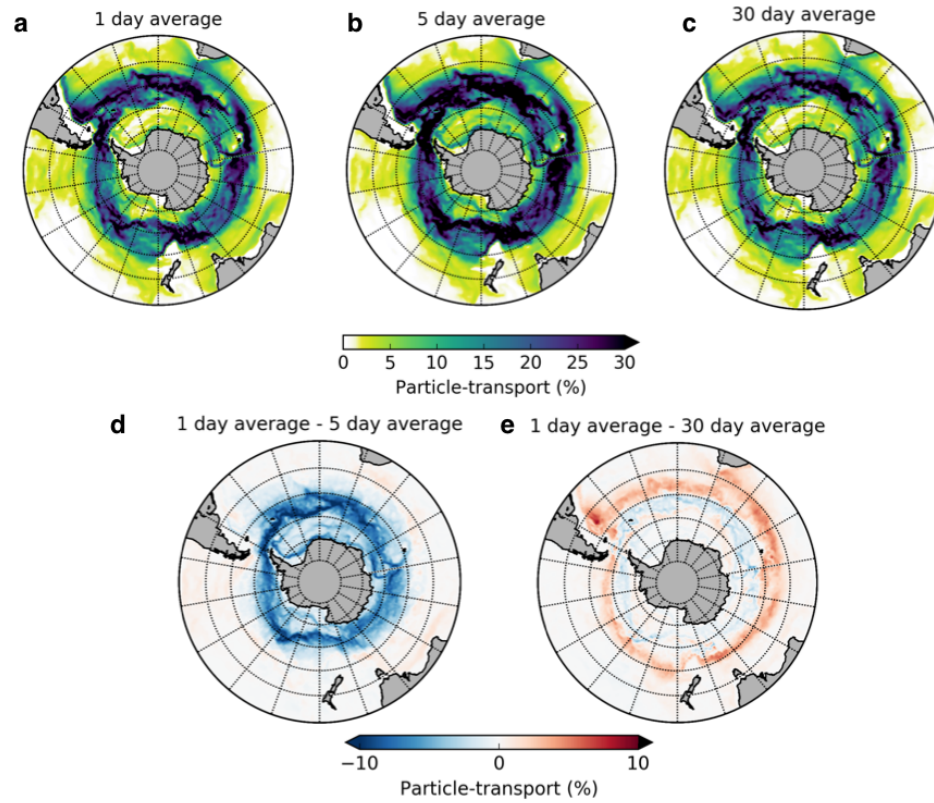 a 1 day average
b 5 day average
c 30 day average
0 5 10 15 20 25 30
Particle-transport (%)
d 1 day average - 5 day average
e 1 day average - 30 day average
−10 0 10
Particle-transport (%)